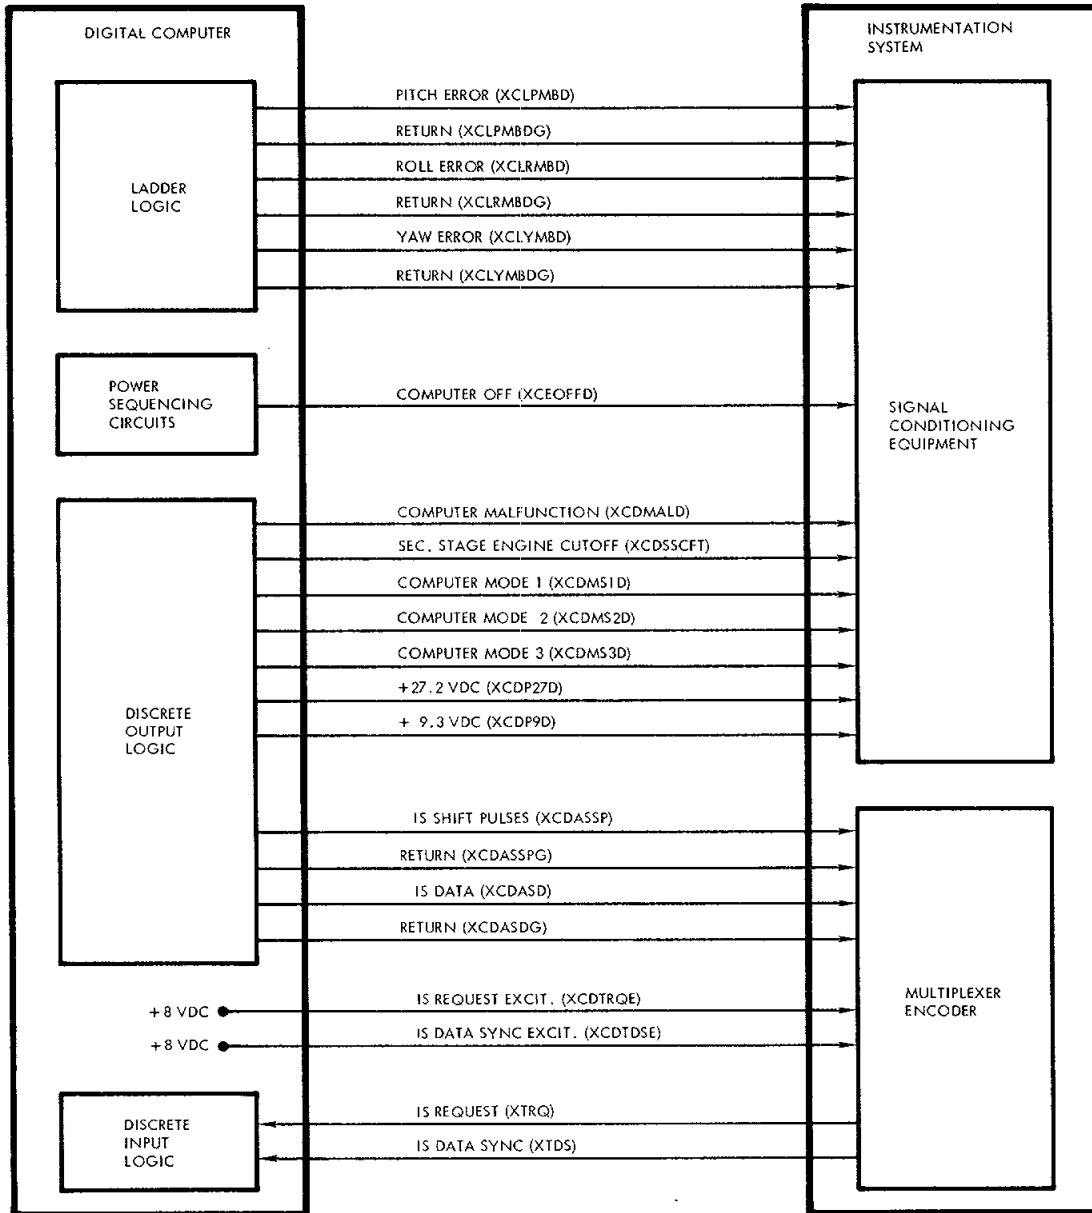 DIGITAL COMPUTER
INSTRUMENTATION
SYSTEM
LADDER
LOGIC
PITCH ERROR (XCLPMBD)
RETURN (XCLPMBDG)
ROLL ERROR (XCLRMBD)
RETURN (XCLRMBDG)
YAW ERROR (XCLYMBD)
RETURN (XCLYMBDG)
POWER
SEQUENCING
CIRCUITS
COMPUTER OFF (XCEOFFD)
SIGNAL
CONDITIONING
EQUIPMENT
DISCRETE
OUTPUT
LOGIC
COMPUTER MALFUNCTION (XCDMALD)
SEC. STAGE ENGINE CUTOFF (XCDSSCFT)
COMPUTER MODE 1 (XCDMS1D)
COMPUTER MODE 2 (XCDMS2D)
COMPUTER MODE 3 (XCDMS3D)
+27.2 VDC (XCDP27D)
+ 9.3 VDC (XCDP9D)
IS SHIFT PULSES (XCDASSP)
RETURN (XCDASSPG)
IS DATA (XCDASD)
RETURN (XCDASDG)
+8 VDC
IS REQUEST EXCIT. (XCDTRQE)
+8 VDC
IS DATA SYNC EXCIT. (XCDTDSE)
MULTIPLEXER
ENCODER
DISCRETE
INPUT
LOGIC
IS REQUEST (XTRQ)
IS DATA SYNC (XTDS)